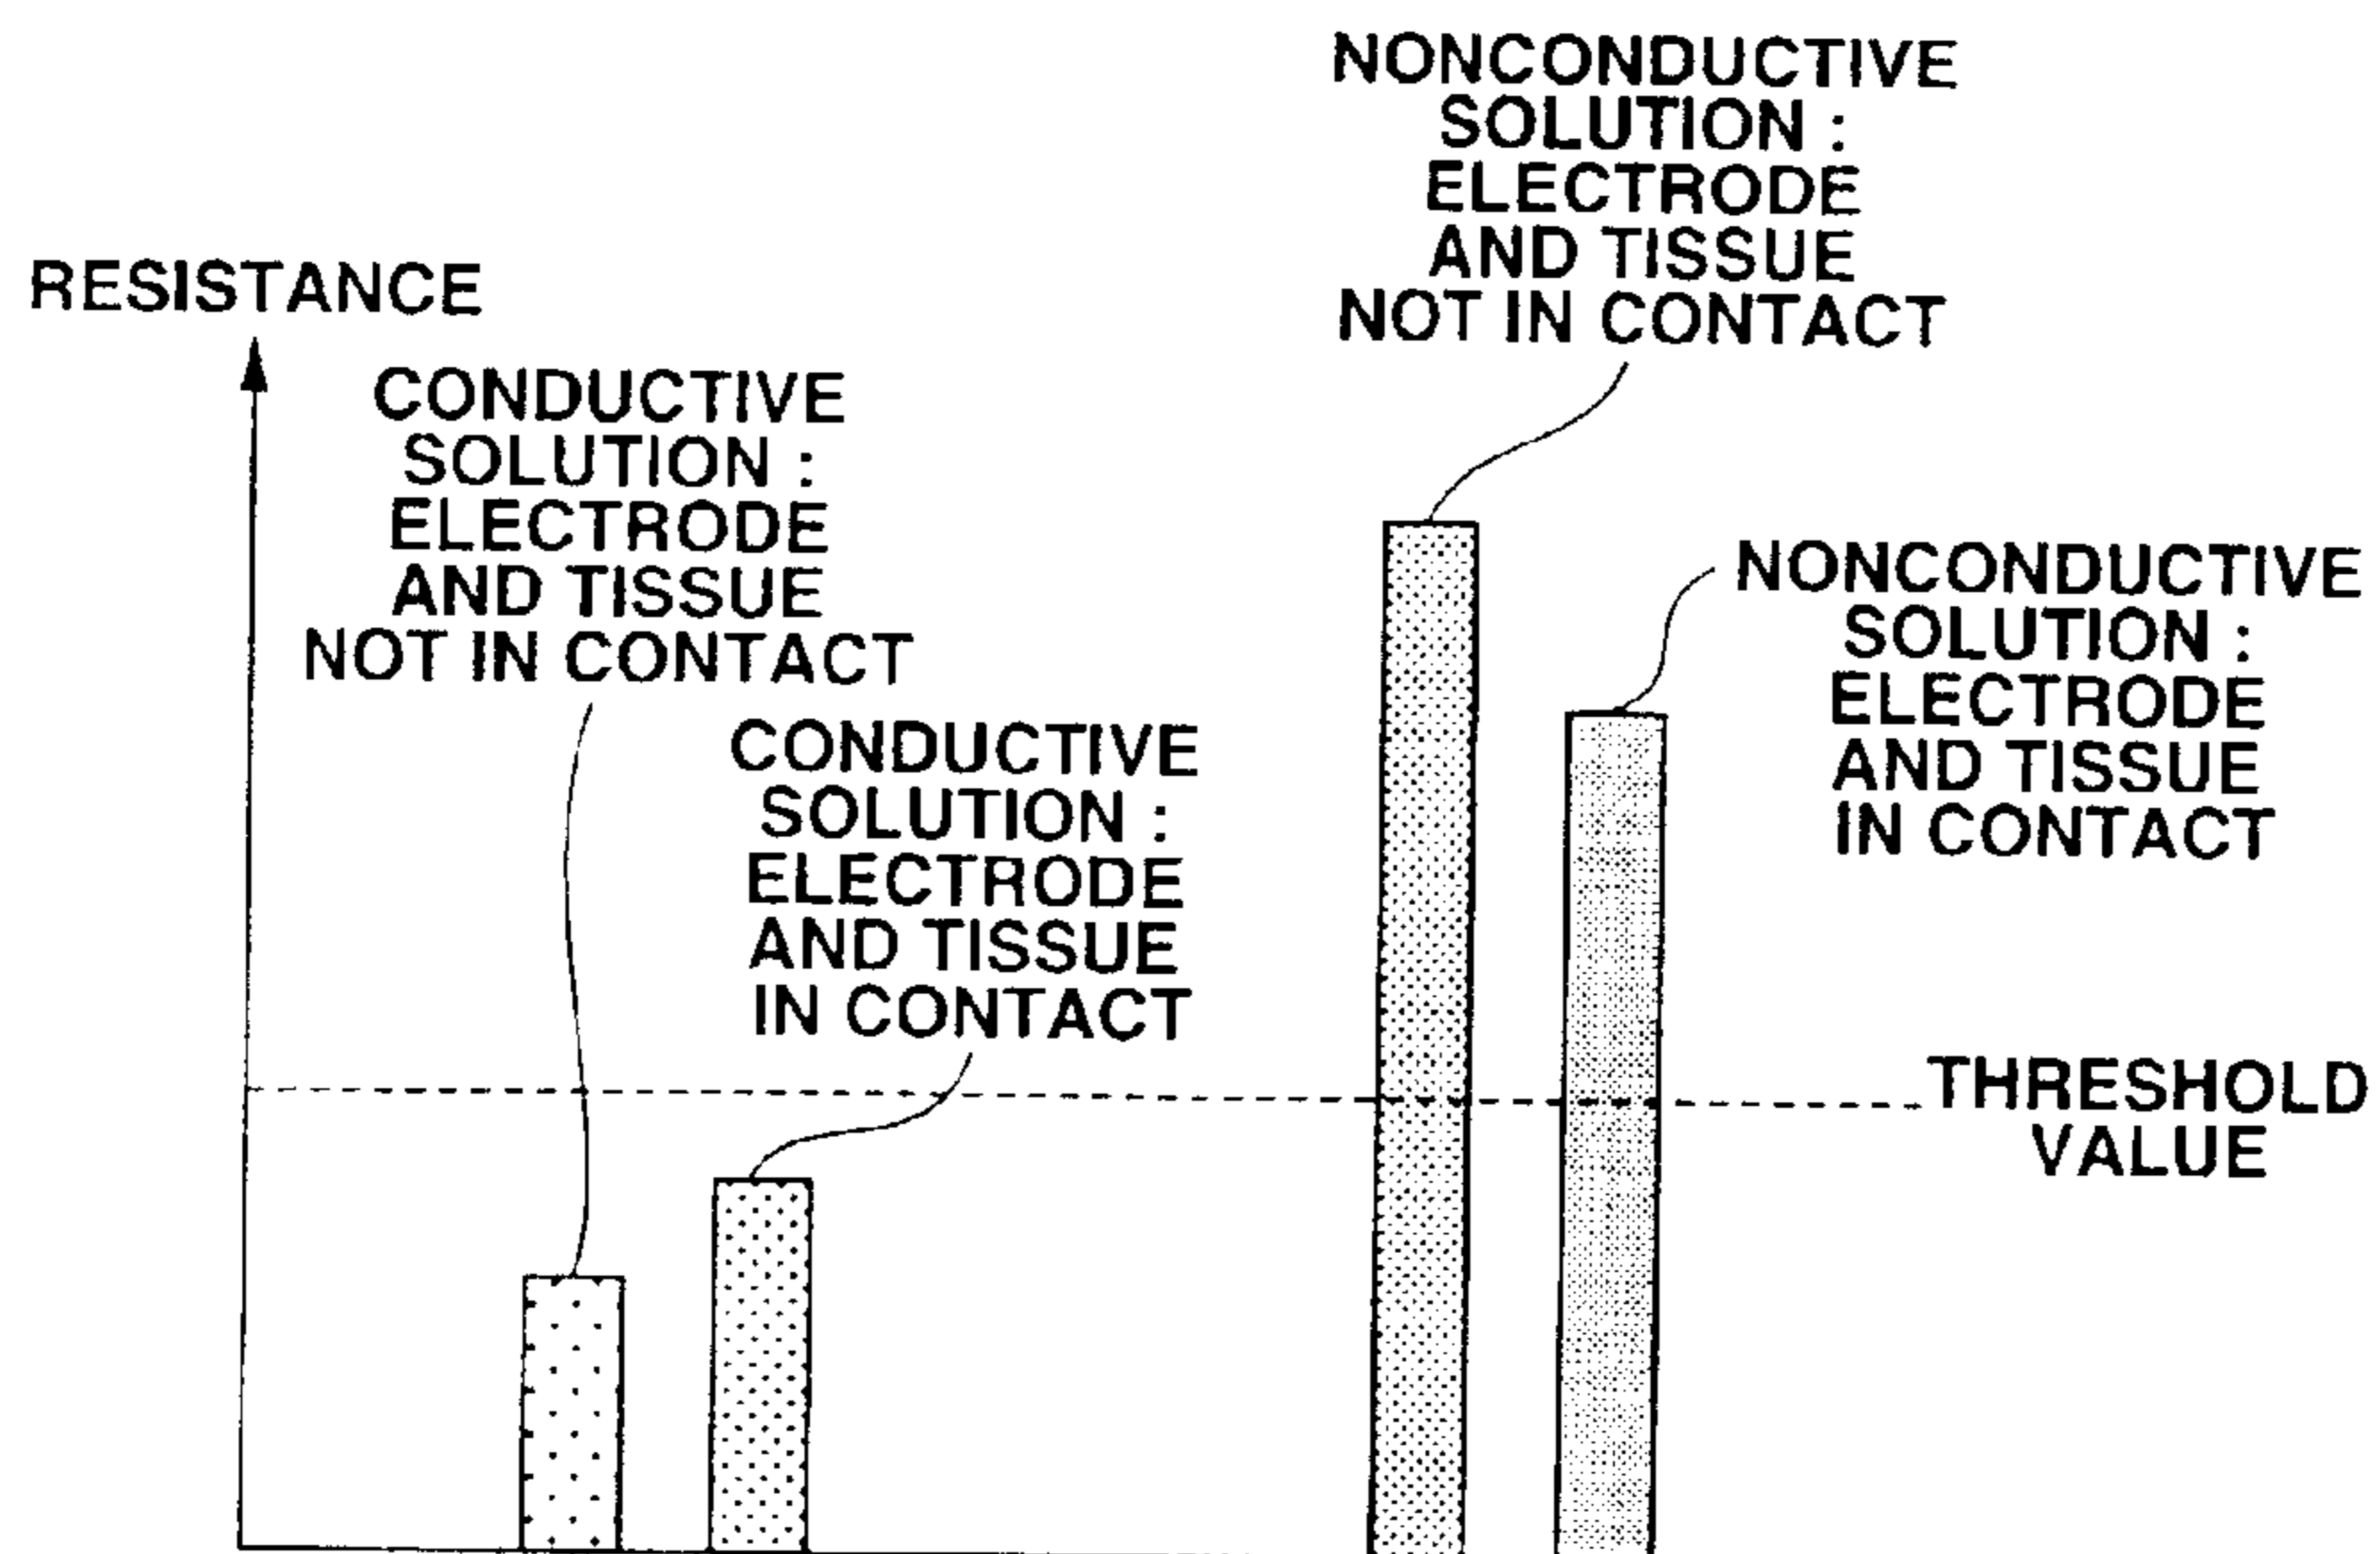 NONCONDUCTIVE
SOLUTION :
ELECTRODE
AND TISSUE
NOT IN CONTACT
RESISTANCE
CONDUCTIVE
SOLUTION :
ELECTRODE
AND TISSUE
NOT IN CONTACT
NONCONDUCTIVE
SOLUTION :
ELECTRODE
AND TISSUE
IN CONTACT
CONDUCTIVE
SOLUTION :
ELECTRODE
AND TISSUE
IN CONTACT
THRESHOLD
VALUE